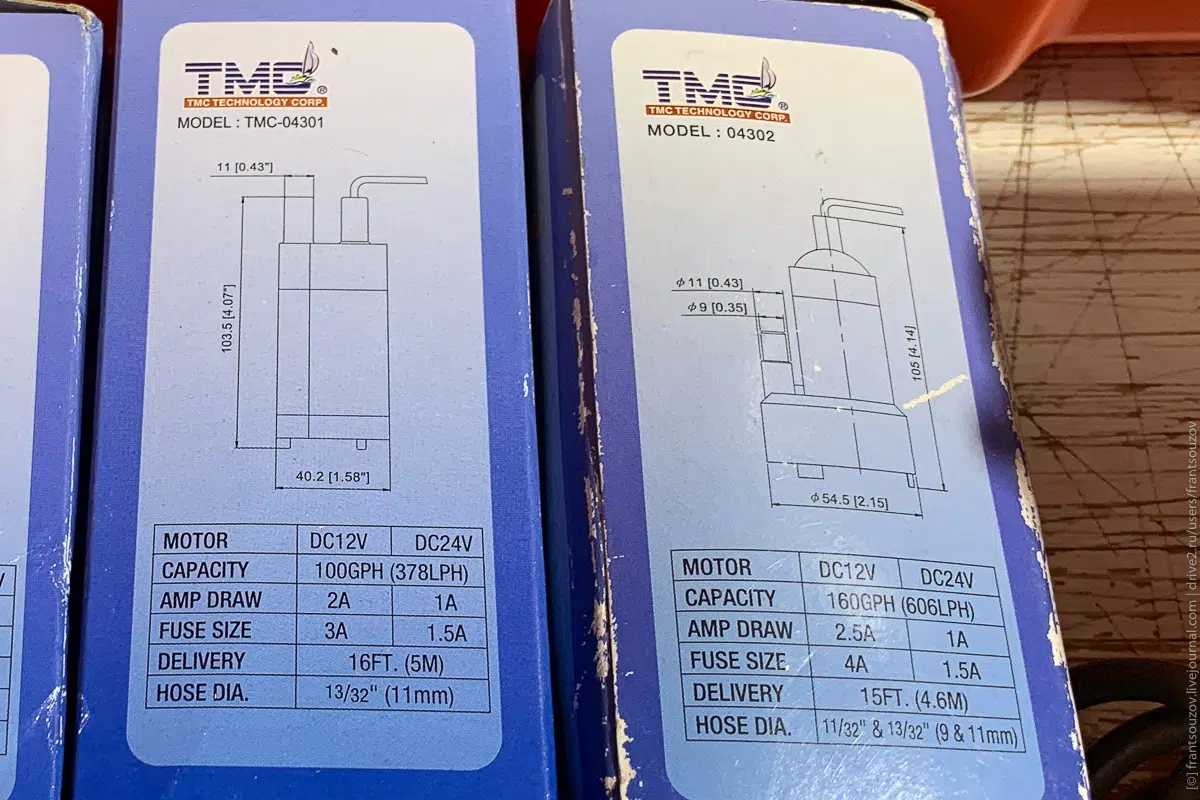 TMC®
TMC TECHNOLOGY CORP.
MODEL : TMC-04301
11 [0.43"]
103.5 [4.07"]
40.2 [1.58"]
MOTOR DC12V DC24V
CAPACITY 100GPH (378LPH)
AMP DRAW 2A 1A
FUSE SIZE 3A 1.5A
DELIVERY 16FT. (5M)
HOSE DIA. 13/32" (11mm)
TMC®
TMC TECHNOLOGY CORP.
MODEL : 04302
ϕ11 [0.43]
ϕ9 [0.35]
105 [4.14]
ϕ54.5 [2.15]
MOTOR DC12V DC24V
CAPACITY 160GPH (606LPH)
AMP DRAW 2.5A 1A
FUSE SIZE 4A 1.5A
DELIVERY 15FT. (4.6M)
HOSE DIA. 11/32" & 13/32" (9 & 11mm)
V
[c] frantsouzov.livejournal.com | drive2.ru/users/frantsouzov